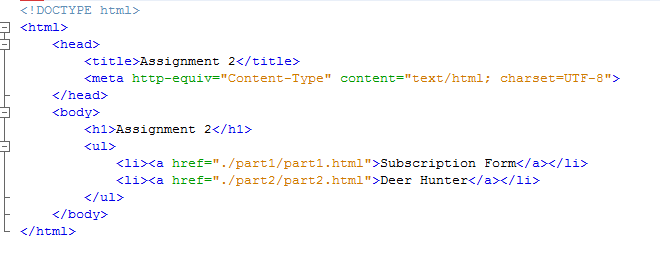 <!DOCTYPE html>
<html>
<head>
<title>Assignment 2</title>
<meta http-equiv="Content-Type" content="text/html; charset=UTF-8">
</head>
<body>
<h1>Assignment 2</h1>
<ul>
<li><a href="./part1/part1.html">Subscription Form</a></li>
<li><a href="./part2/part2.html">Deer Hunter</a></li>
</ul>
</body>
</html>